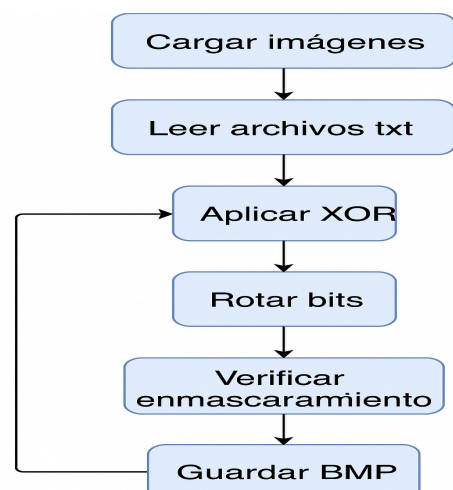 Cargar imágenes
Leer archivos txt
Aplicar XOR
Rotar bits
Verificar
enmascaramiento
Guardar BMP